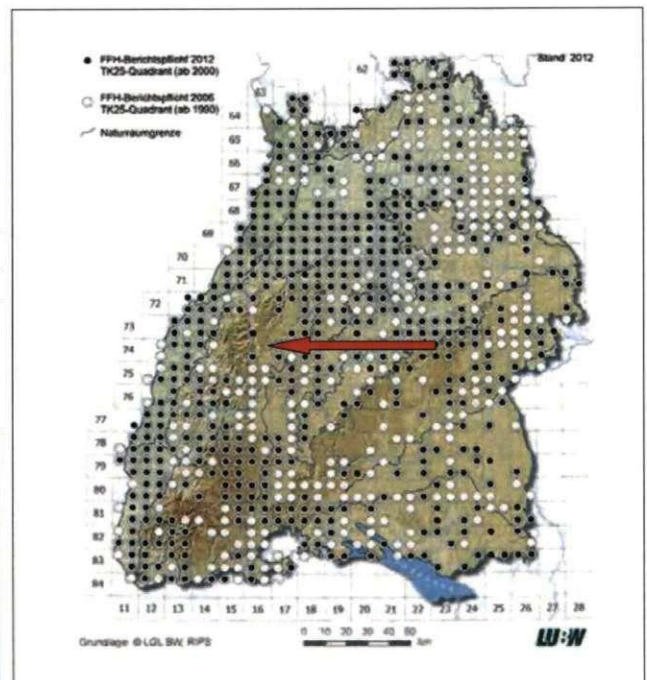 FFH-Berichtspflicht 2012
TK25-Quadrant (ab 2000)
FFH-Berichtspflicht 2006
TK25-Quadrant (ab 1990)
Naturraumgrenze
Stand 2012
62
63
64
65
66
67
68
69
70
71
72
73
74
75
76
77
78
79
80
81
82
83
84
11 12 13 14 15 16 17 18 19 20 21 22 23 24 25 26 27 28
Grundlage: © LGL BW, RIPS
0 10 20 30 40 50
km
LU:W